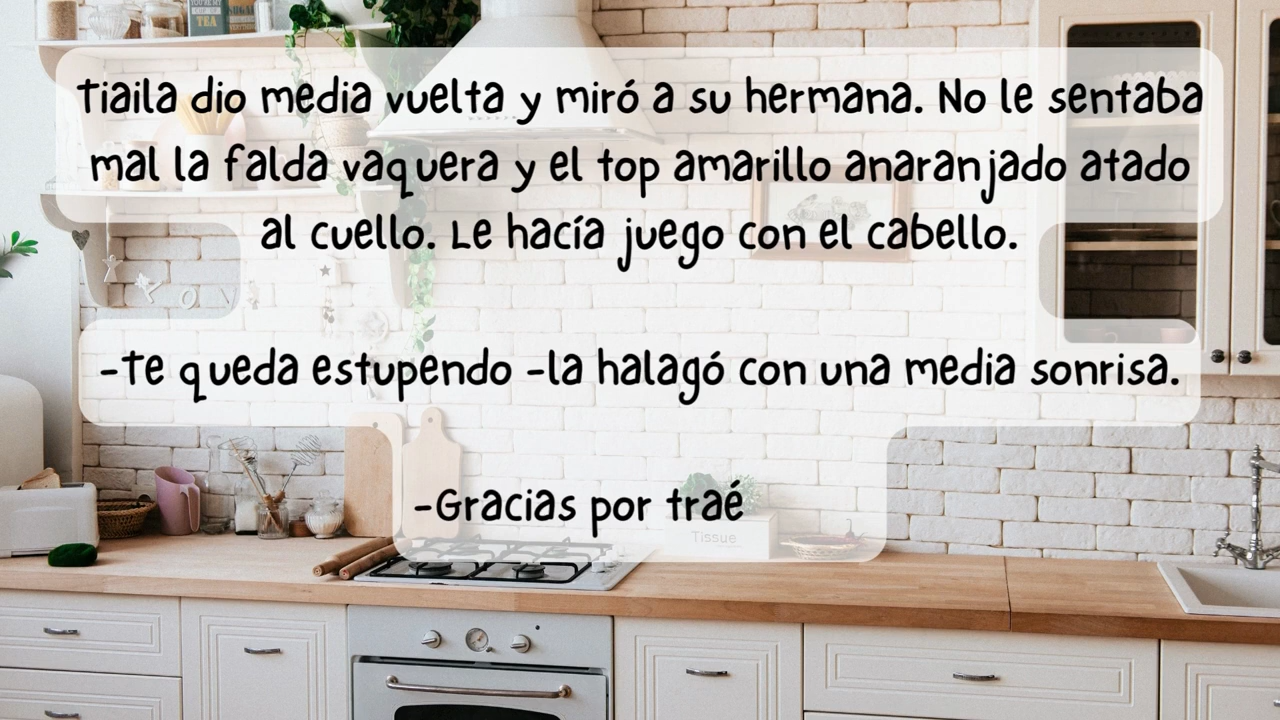 Tiaila dio media vuelta y miró a su hermana. No le sentaba
mal la falda vaquera y el top amarillo anaranjado atado
al cuello. Le hacía juego con el cabello.
-Te queda estupendo -la halagó con una media sonrisa.
-Gracias por traé
TEA
Tissue